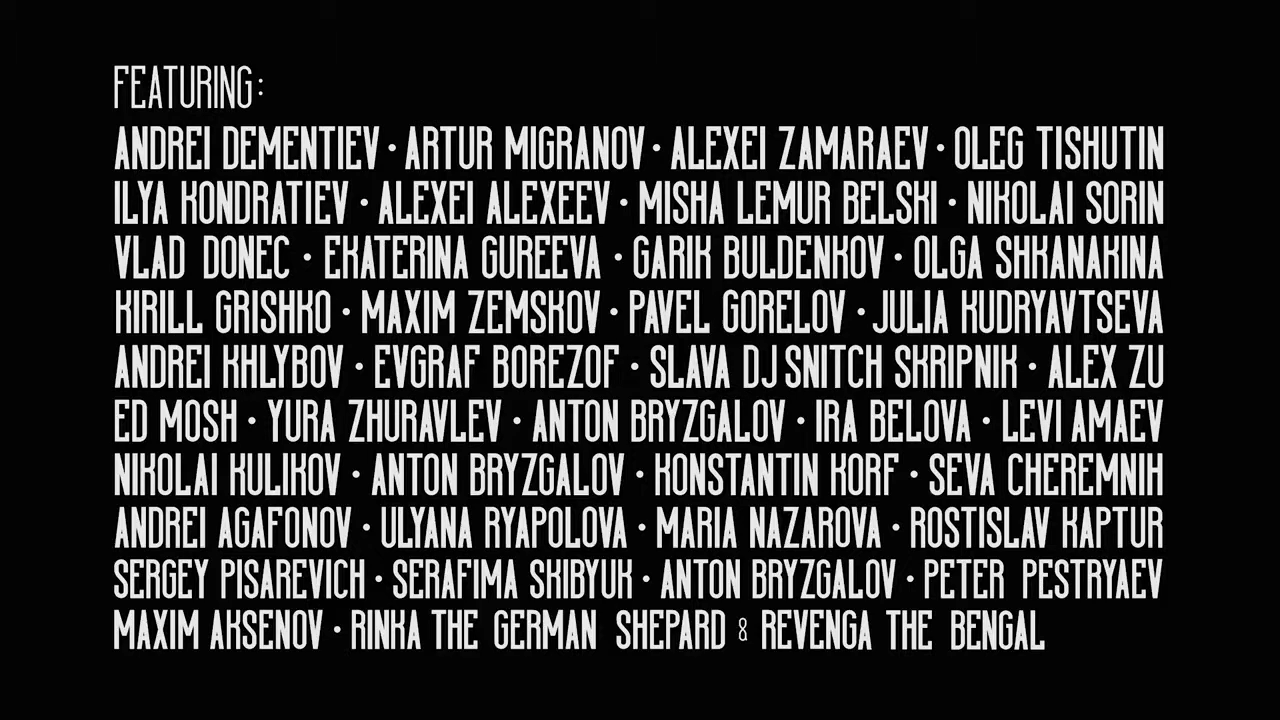 FEATURING:
ANDREI DEMENTIEV • ARTUR MIGRANOV • ALEXEI ZAMARAEV • OLEG TISHUTIN
ILYA KONDRATIEV • ALEXEI ALEXEEV • MISHA LEMUR BELSKI • NIKOLAI SORIN
VLAD DONEC • EKATERINA GUREEVA • GARIK BULDENKOV • OLGA SHKANAKINA
KIRILL GRISHKO • MAXIM ZEMSKOV • PAVEL GORELOV • JULIA KUDRYAVTSEVA
ANDREI KHLYBOV • EVGRAF BOREZOF • SLAVA DJ SNITCH SKRIPNIK • ALEX ZU
ED MOSH • YURA ZHURAVLEV • ANTON BRYZGALOV • IRA BELOVA • LEVI AMAEV
NIKOLAI KULIKOV • ANTON BRYZGALOV • KONSTANTIN KORF • SEVA CHEREMNIH
ANDREI AGAFONOV • ULYANA RYAPOLOVA • MARIA NAZAROVA • ROSTISLAV KAPTUR
SERGEY PISAREVICH • SERAFIMA SKIBYUK • ANTON BRYZGALOV • PETER PESTRYAEV
MAXIM AKSENOV • RINKA THE GERMAN SHEPARD & REVENGA THE BENGAL